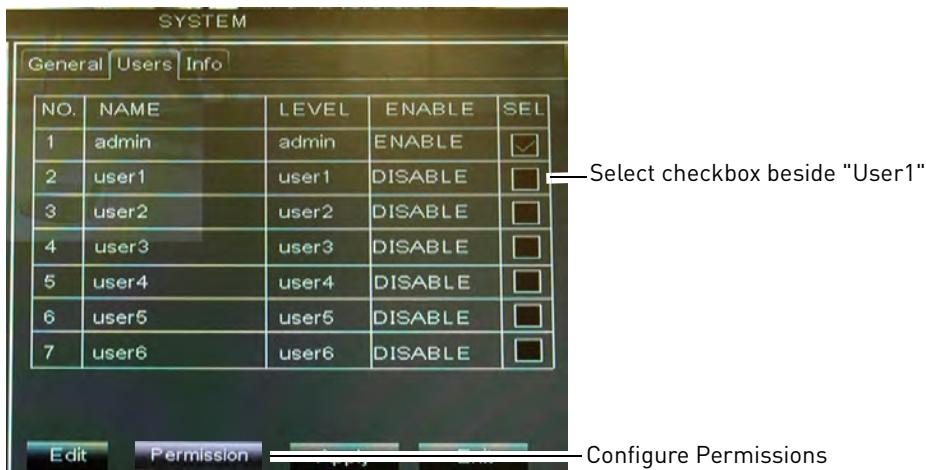 SYSTEM
General Users Info
NO. NAME LEVEL ENABLE SEL
1 admin admin ENABLE
2 user1 user1 DISABLE
Select checkbox beside "User1"
3 user2 user2 DISABLE
4 user3 user3 DISABLE
5 user4 user4 DISABLE
6 user5 user5 DISABLE
7 user6 user6 DISABLE
Edit Permission Apply Exit
Configure Permissions